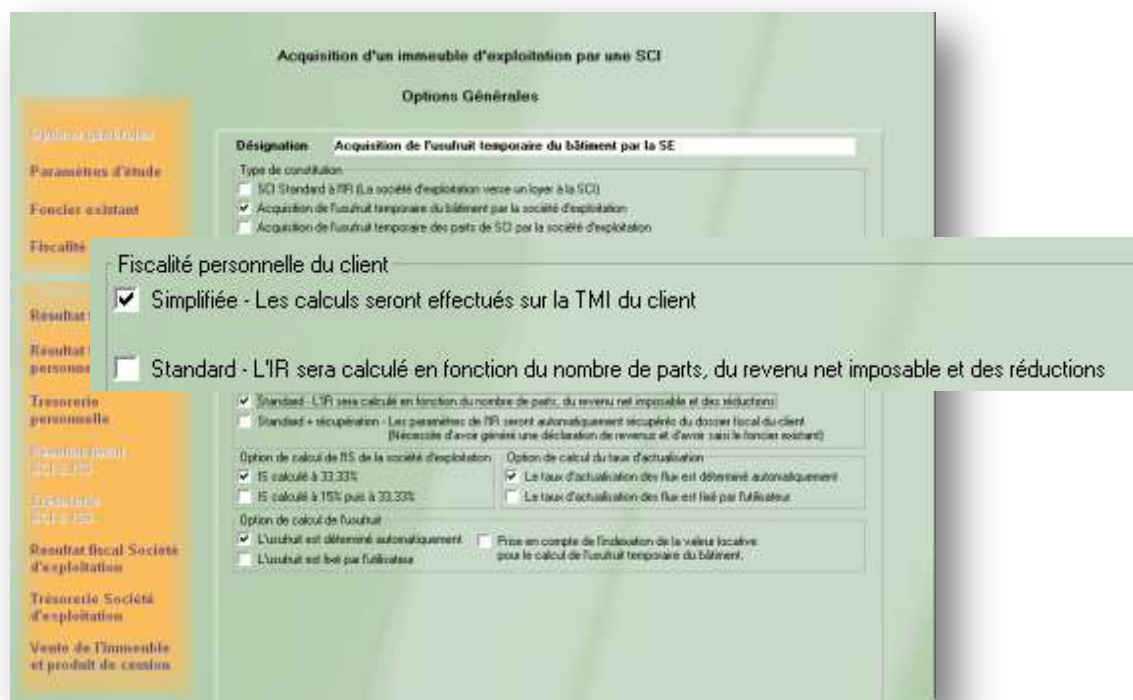 Acquisition d'un immeuble d'exploitation par une SCI
Options Générales
Options générales
Paramètres d'étude
Foncier existant
Fiscalité
Résultat
Résultat
personne
Trésorerie
personnelle
Résultat fiscal
Trésorerie
Résultat fiscal Société
d'exploitation
Trésorerie Société
d'exploitation
Vente de l'immeuble
et produit de cession
Désignation Acquisition de l'usufruit temporaire du bâtiment par la SE
Type de constitution
SCI Standard à l'IR (La société d'exploitation verse un loyer à la SCI)
Acquisition de l'usufruit temporaire du bâtiment par la société d'exploitation
Acquisition de l'usufruit temporaire des parts de SCI par la société d'exploitation
Fiscalité personnelle du client
Simplifiée - Les calculs seront effectués sur la TMI du client
Standard - L'IR sera calculé en fonction du nombre de parts, du revenu net imposable et des réductions
Standard - L'IR sera calculé en fonction du nombre de parts, du revenu net imposable et des réductions
Standard + récupération - Les paramètres de l'IR seront automatiquement récupérés du dossier fiscal du client
(Nécessite d'avoir généré une déclaration de revenus et d'avoir saisi le foncier existant)
Option de calcul de l'IS de la société d'exploitation
IS calculé à 33,33%
IS calculé à 15% puis à 33,33%
Option de calcul du taux d'actualisation
Le taux d'actualisation des flux est déterminé automatiquement
Le taux d'actualisation des flux est fixé par l'utilisateur
Option de calcul de l'usufruit
L'usufruit est déterminé automatiquement
L'usufruit est fixé par l'utilisateur
Prise en compte de l'indexation de la valeur locative
pour le calcul de l'usufruit temporaire du bâtiment.